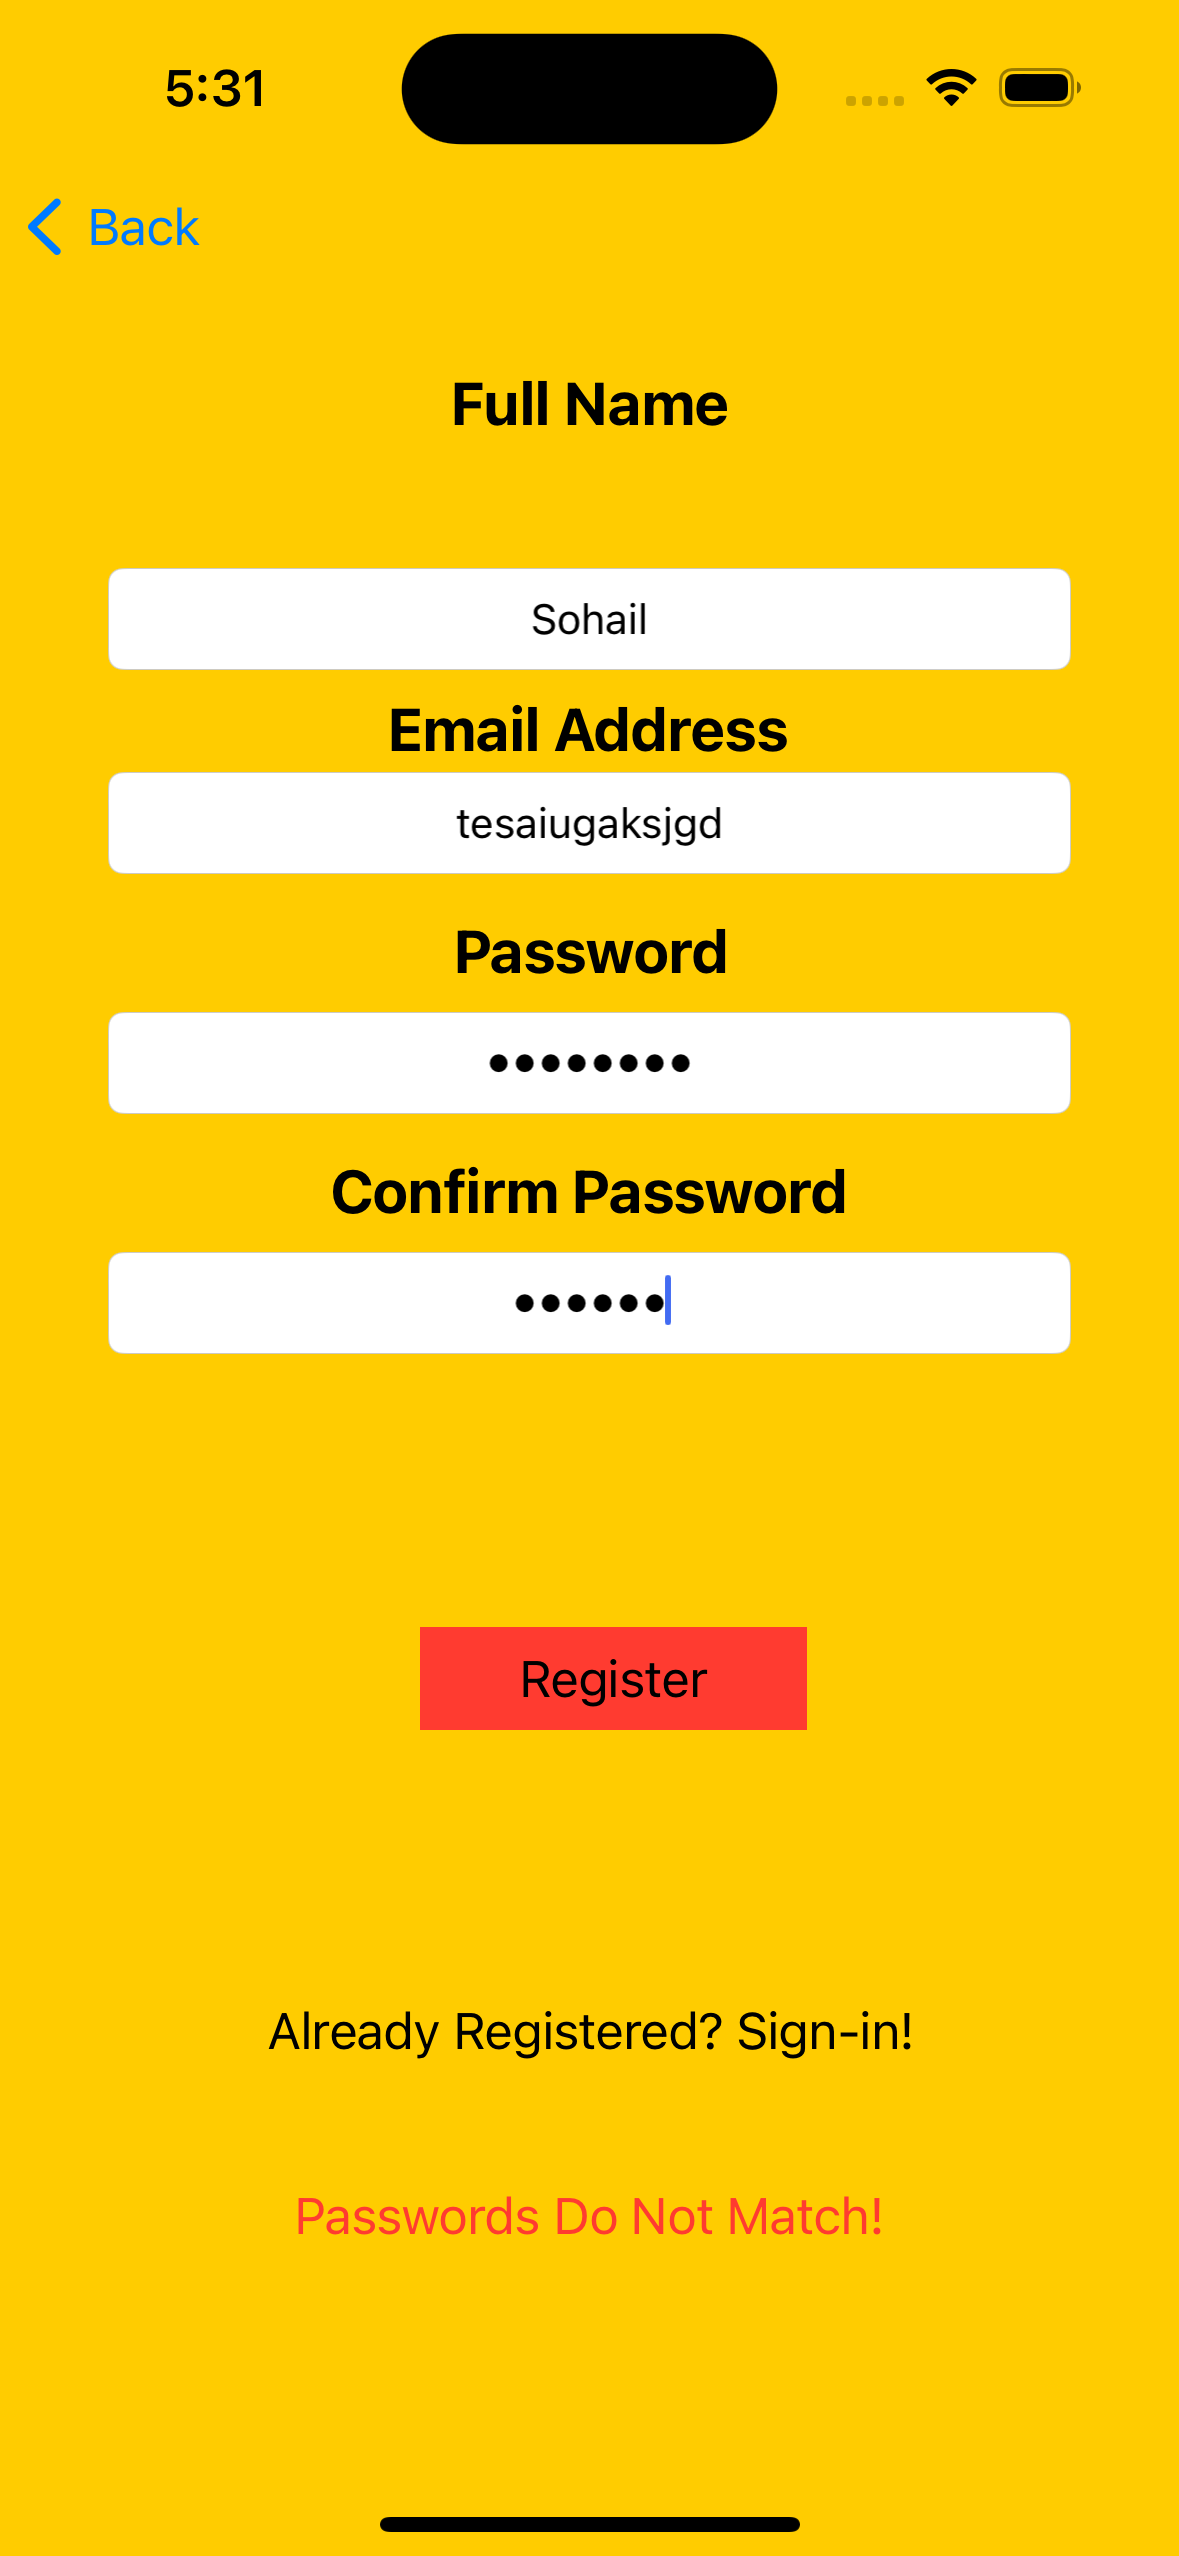 5:31
Back
Full Name
Sohail
Email Address
tesaiugaksjgd
Password
••••••••
Confirm Password
••••••
Register
Already Registered? Sign-in!
Passwords Do Not Match!